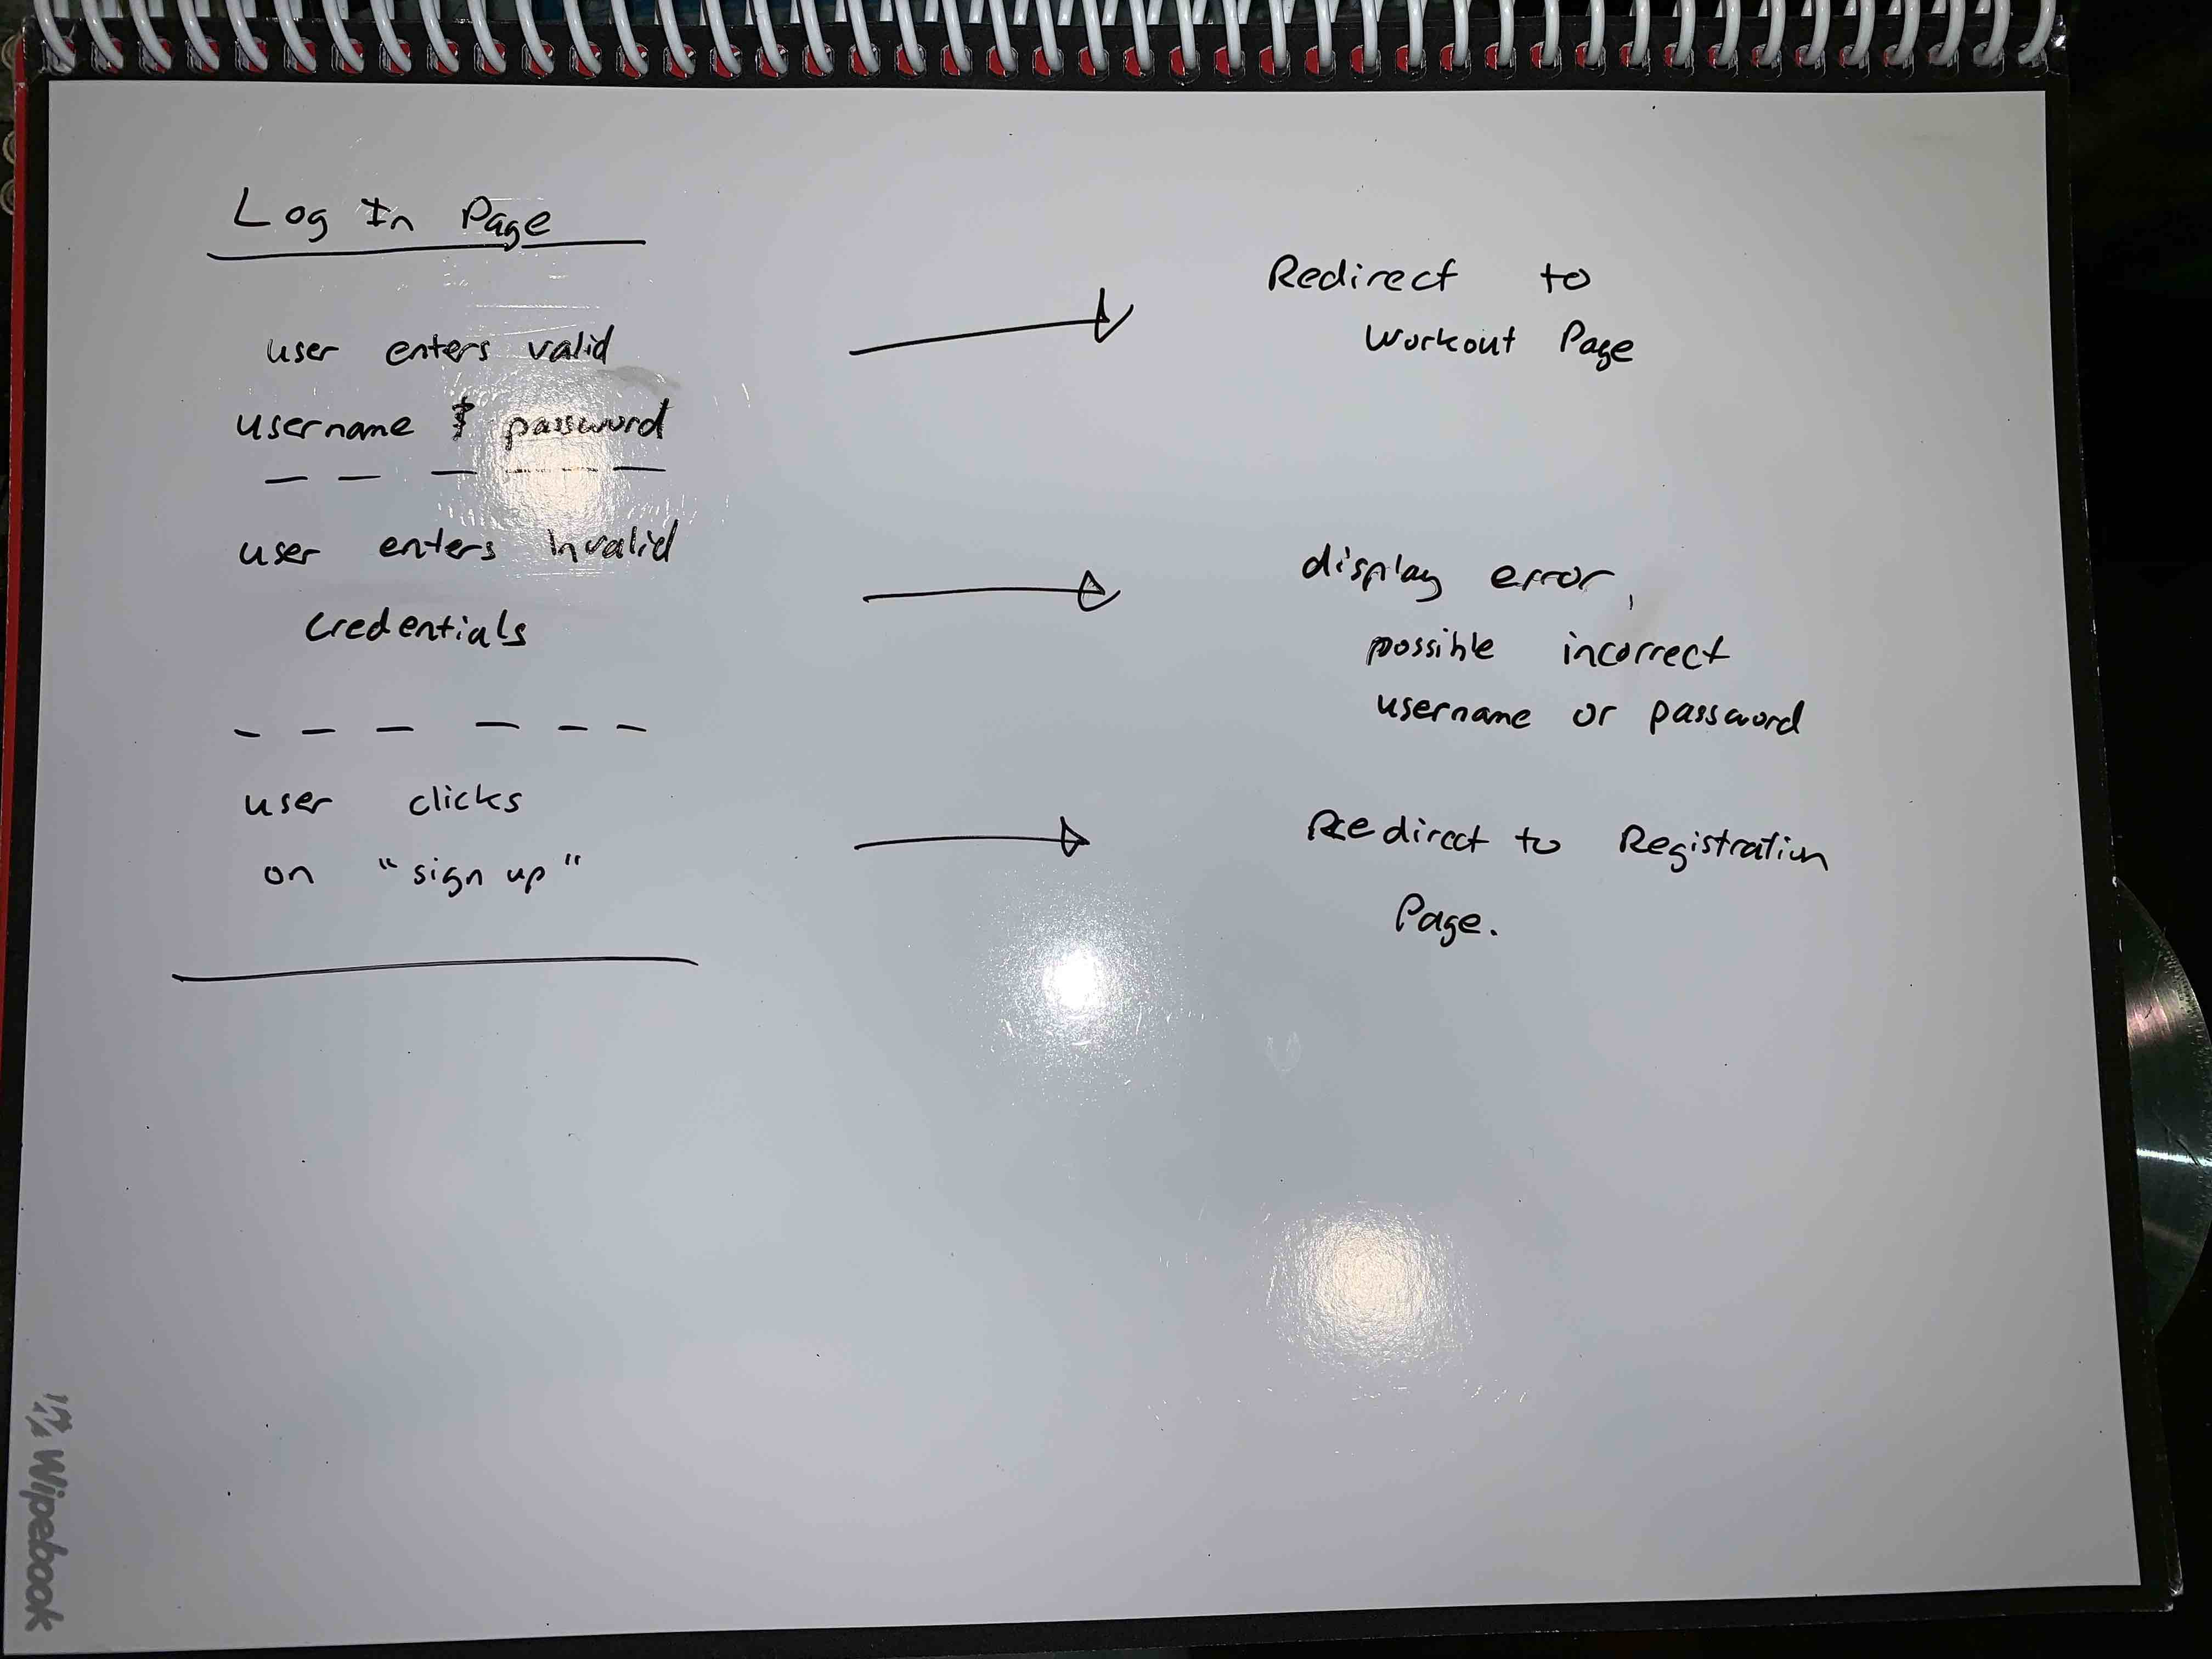 Log In Page
user enters valid
username & password
Redirect to
Workout Page
user enters invalid
credentials
display error,
possible incorrect
username or password
user clicks
on "sign up"
Redirect to Registration
Page.
Wipebook